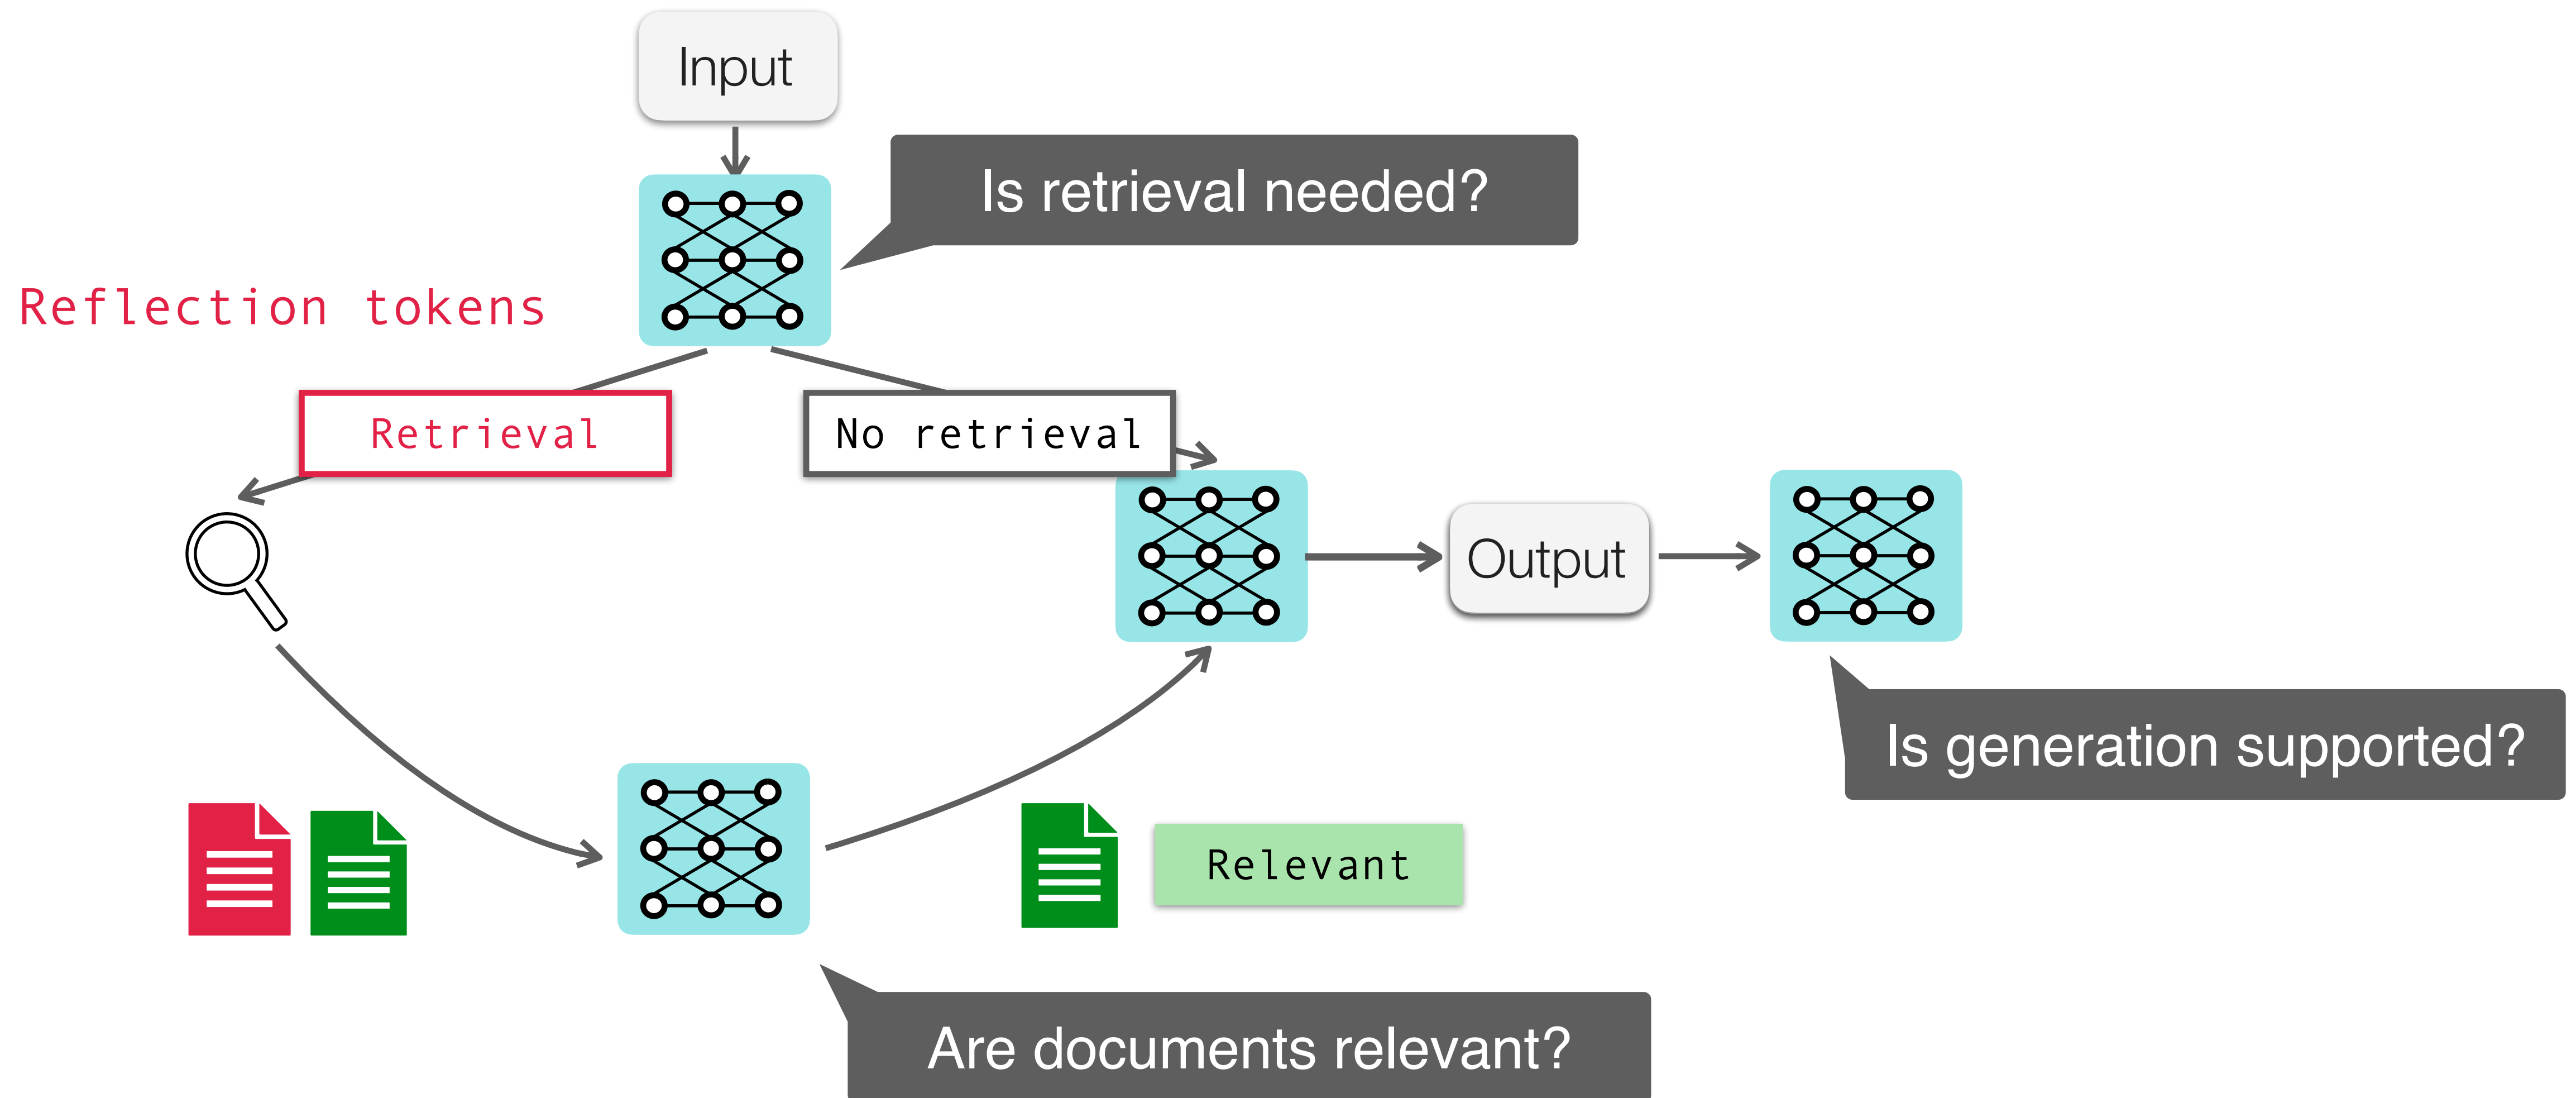 Input
Is retrieval needed?
Reflection tokens
Retrieval
No retrieval
Output
Is generation supported?
Relevant
Are documents relevant?